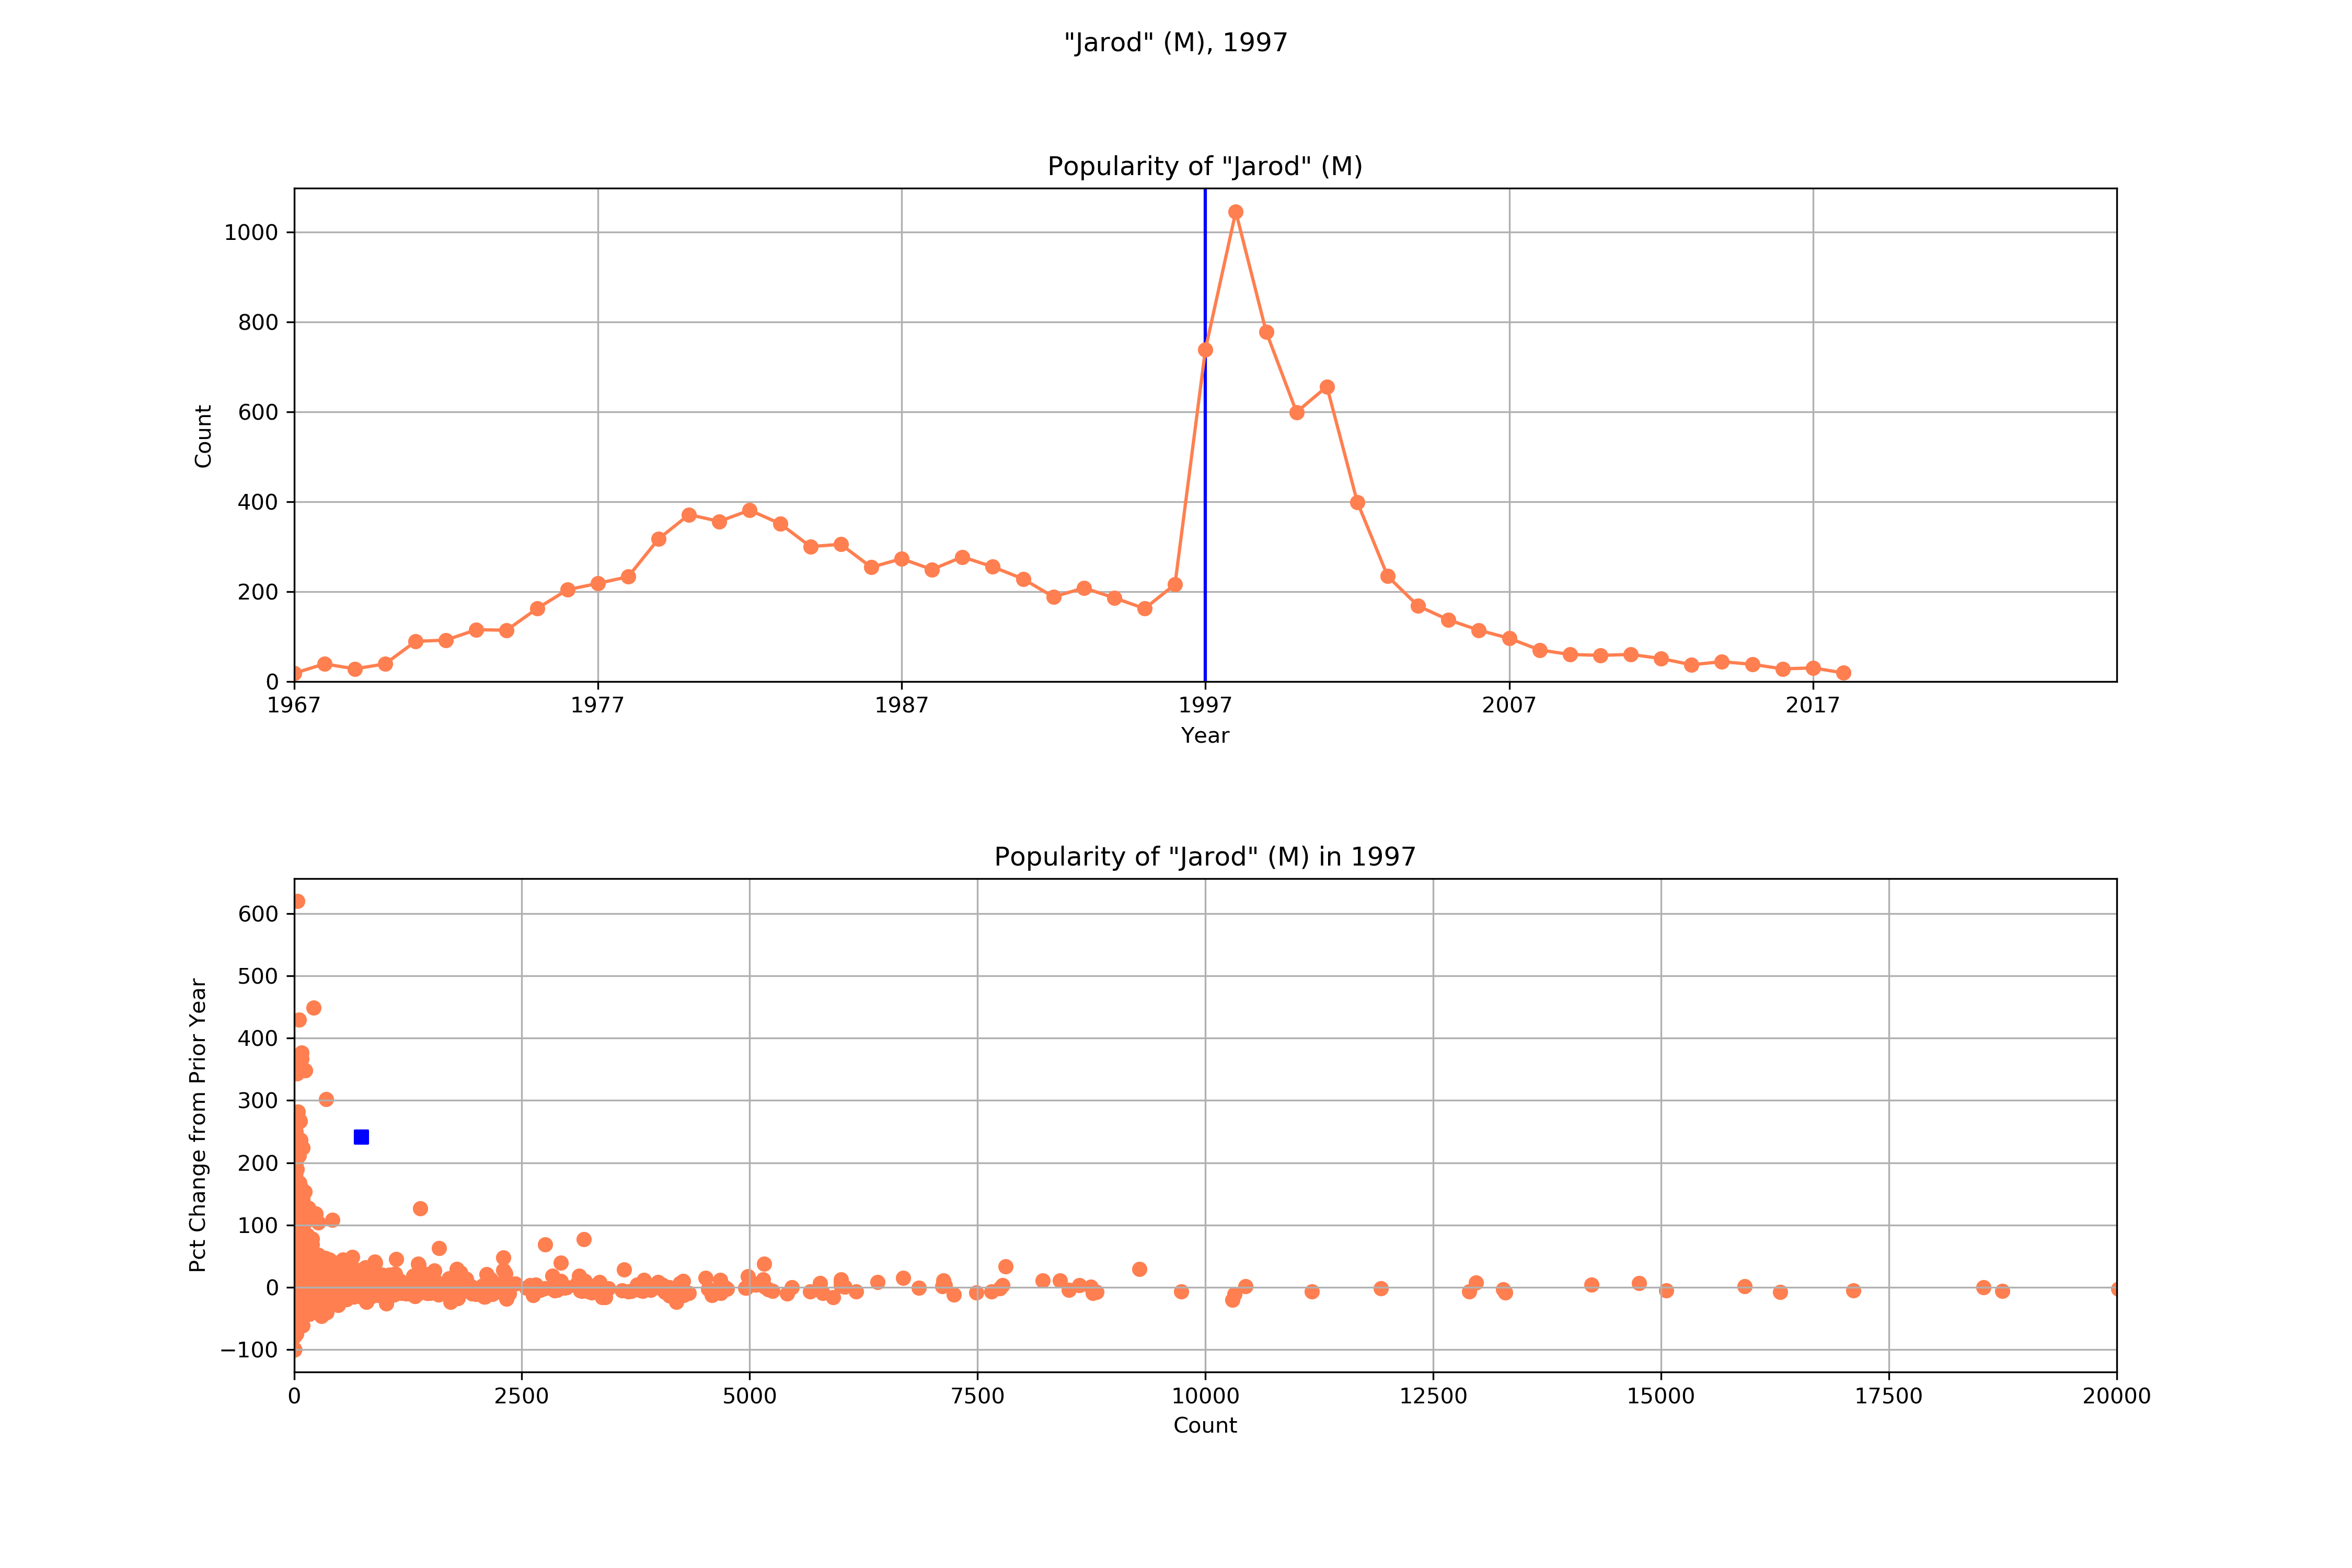 "Jarod" (M), 1997
Popularity of "Jarod" (M)
1000
800
600
400
200
0
Count
1967 1977 1987 1997 2007 2017
Year
Popularity of "Jarod" (M) in 1997
600
500
400
300
200
100
0
−100
Pct Change from Prior Year
0 2500 5000 7500 10000 12500 15000 17500 20000
Count